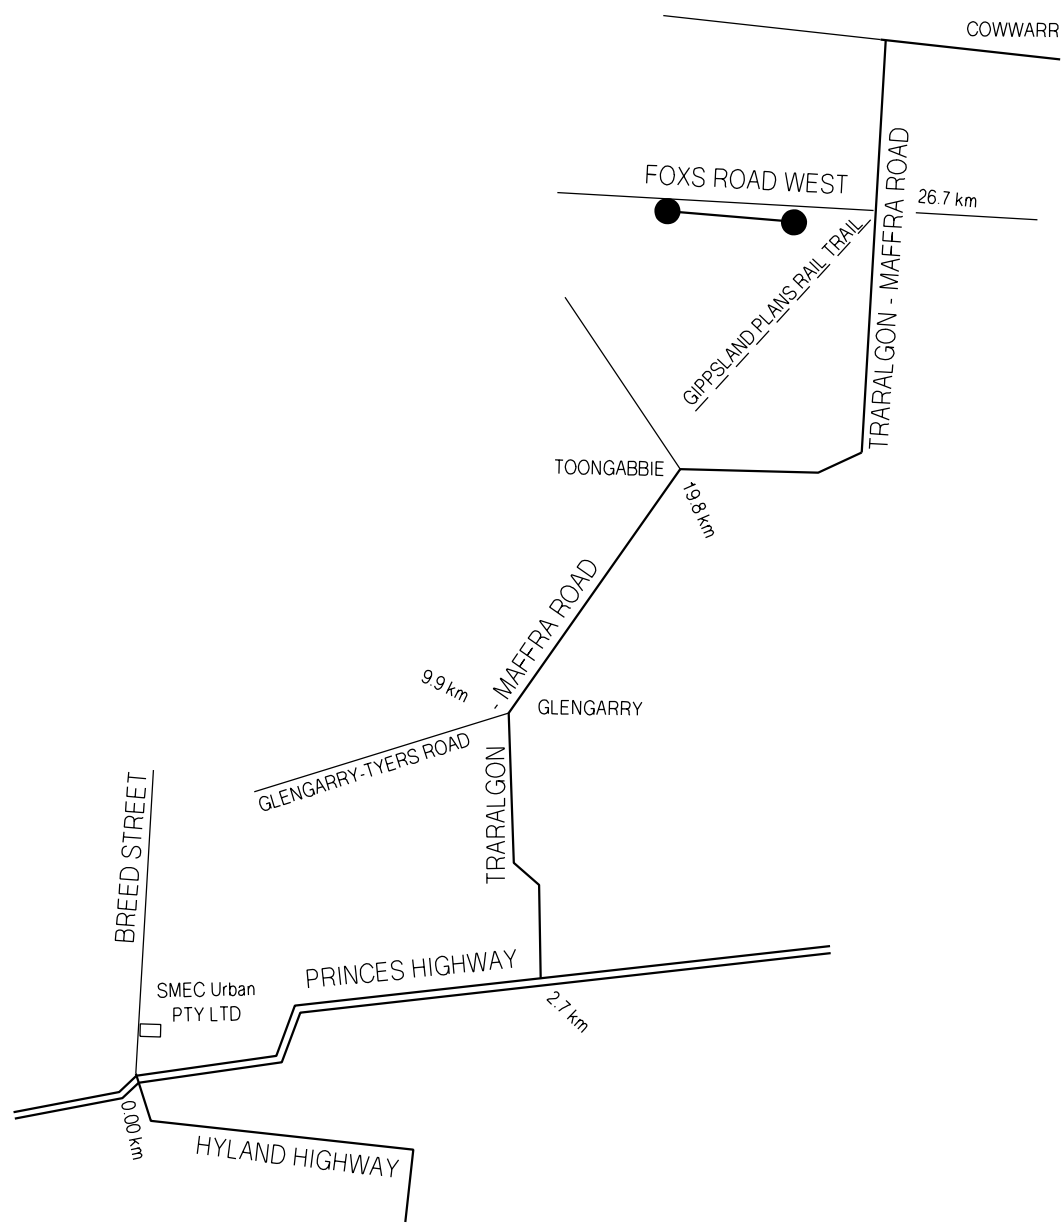 COWWARR
FOXS ROAD WEST
26.7 km
TRARALGON - MAFFRA ROAD
GIPPSLAND PLANS RAIL TRAIL
TOONGABBIE
19.8 km
- MAFFRA ROAD
9.9 km
GLENGARRY
GLENGARRY-TYERS ROAD
TRARALGON
BREED STREET
PRINCES HIGHWAY
SMEC Urban
PTY LTD
2.7 km
0.00 km
HYLAND HIGHWAY